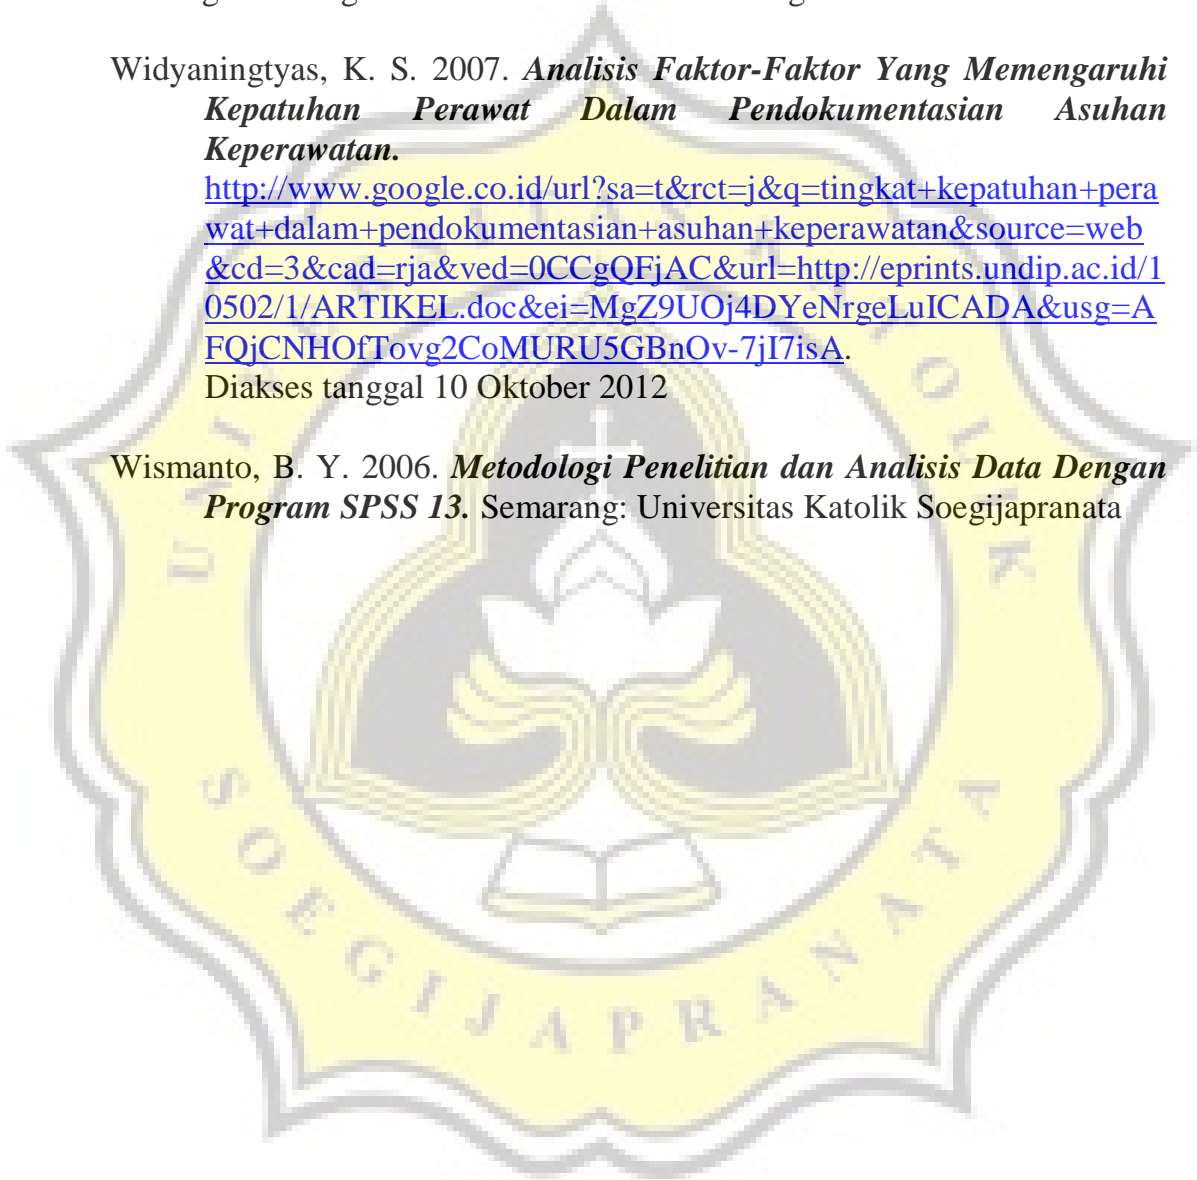 Widyaningtyas, K. S. 2007. Analisis Faktor-Faktor Yang Memengaruhi
Kepatuhan Perawat Dalam Pendokumentasian Asuhan
Keperawatan.
http://www.google.co.id/url?sa=t&rct=j&q=tingkat+kepatuhan+pera
wat+dalam+pendokumentasian+asuhan+keperawatan&source=web
&cd=3&cad=rja&ved=0CCgQFjAC&url=http://eprints.undip.ac.id/1
0502/1/ARTIKEL.doc&ei=MgZ9UOj4DYeNrgeLuICADA&usg=A
FQjCNHOfTovg2CoMURU5GBnOv-7jI7isA.
Diakses tanggal 10 Oktober 2012
Wismanto, B. Y. 2006. Metodologi Penelitian dan Analisis Data Dengan
Program SPSS 13. Semarang: Universitas Katolik Soegijapranata
SOEGIJAPRANATA